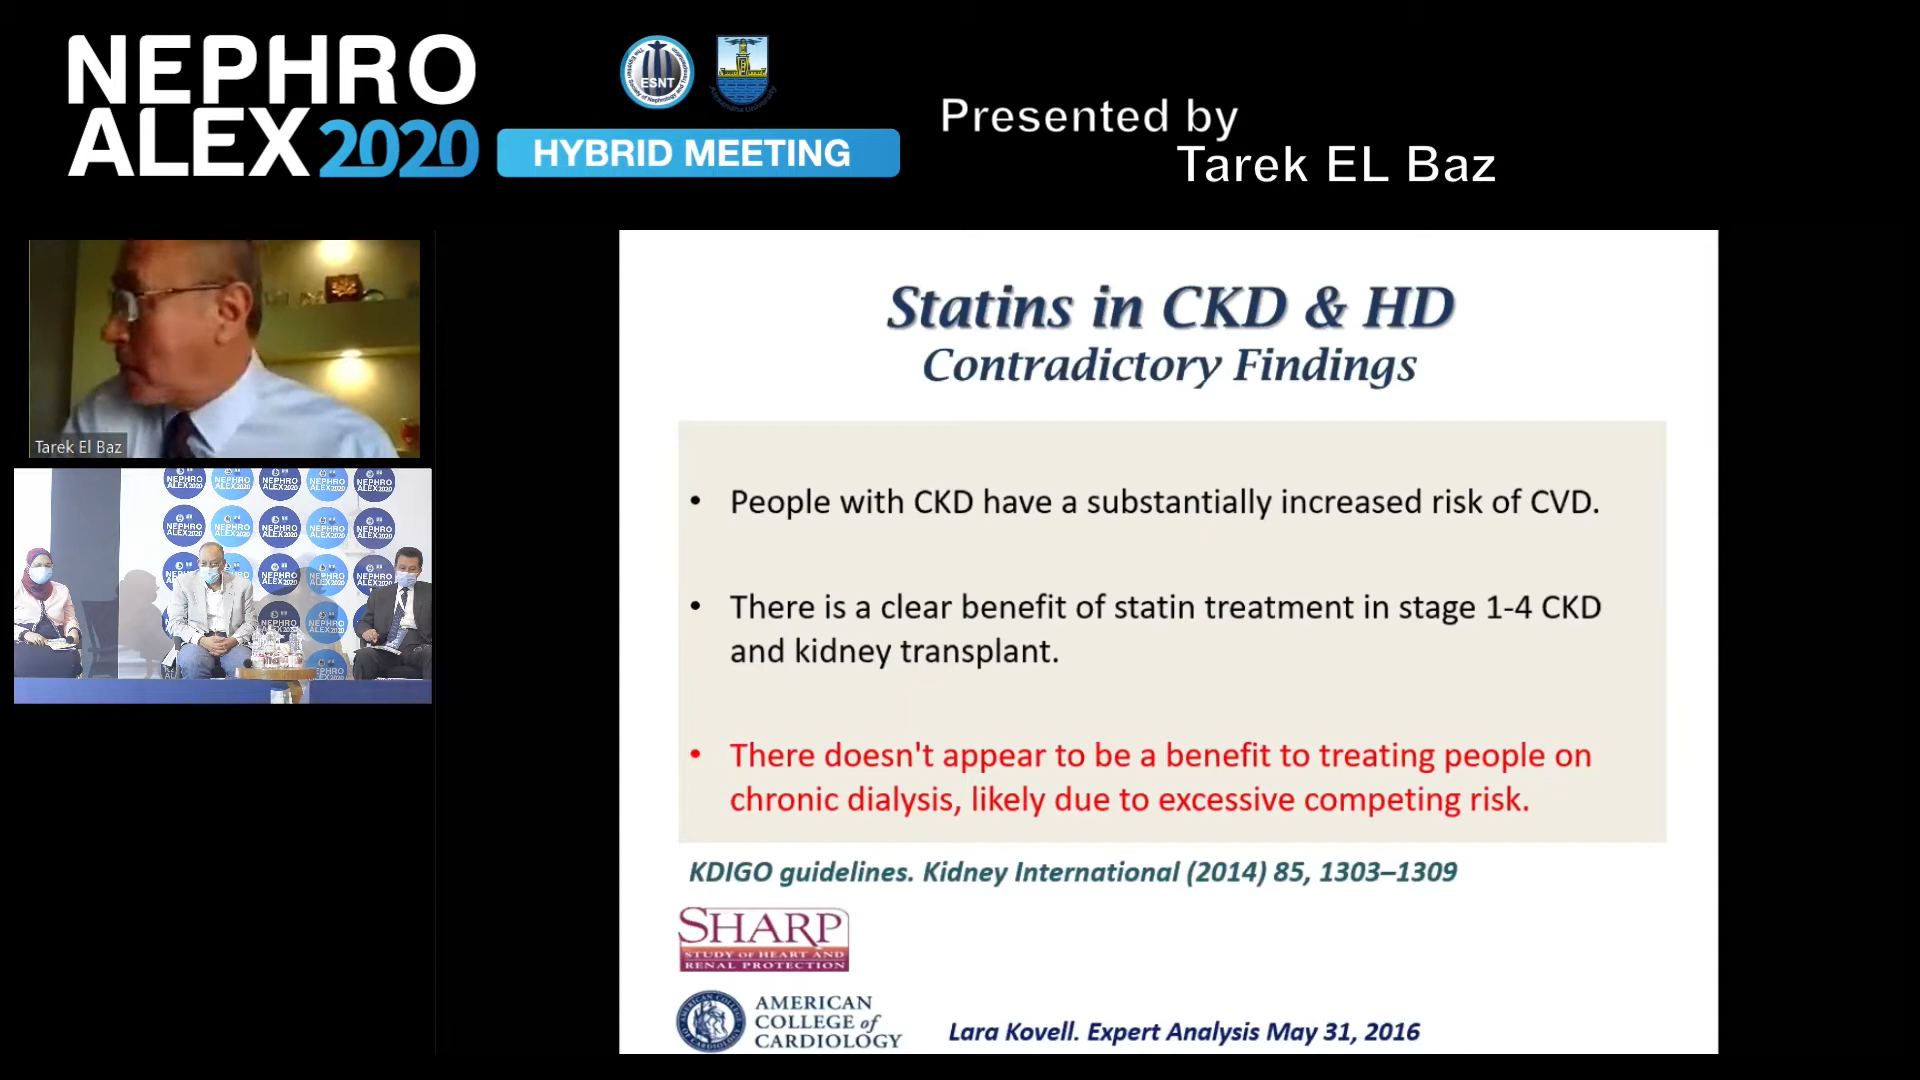 NEPHRO
ALEX 2020
ESNT
HYBRID MEETING
Presented by
Tarek EL Baz
Tarek El Baz
NEPHRO
ALEX2020
Statins in CKD & HD
Contradictory Findings
• People with CKD have a substantially increased risk of CVD.
• There is a clear benefit of statin treatment in stage 1-4 CKD
and kidney transplant.
• There doesn't appear to be a benefit to treating people on
chronic dialysis, likely due to excessive competing risk.
KDIGO guidelines. Kidney International (2014) 85, 1303–1309
SHARP
STUDY OF HEART AND
RENAL PROTECTION
AMERICAN
COLLEGE of
CARDIOLOGY
Lara Kovell. Expert Analysis May 31, 2016